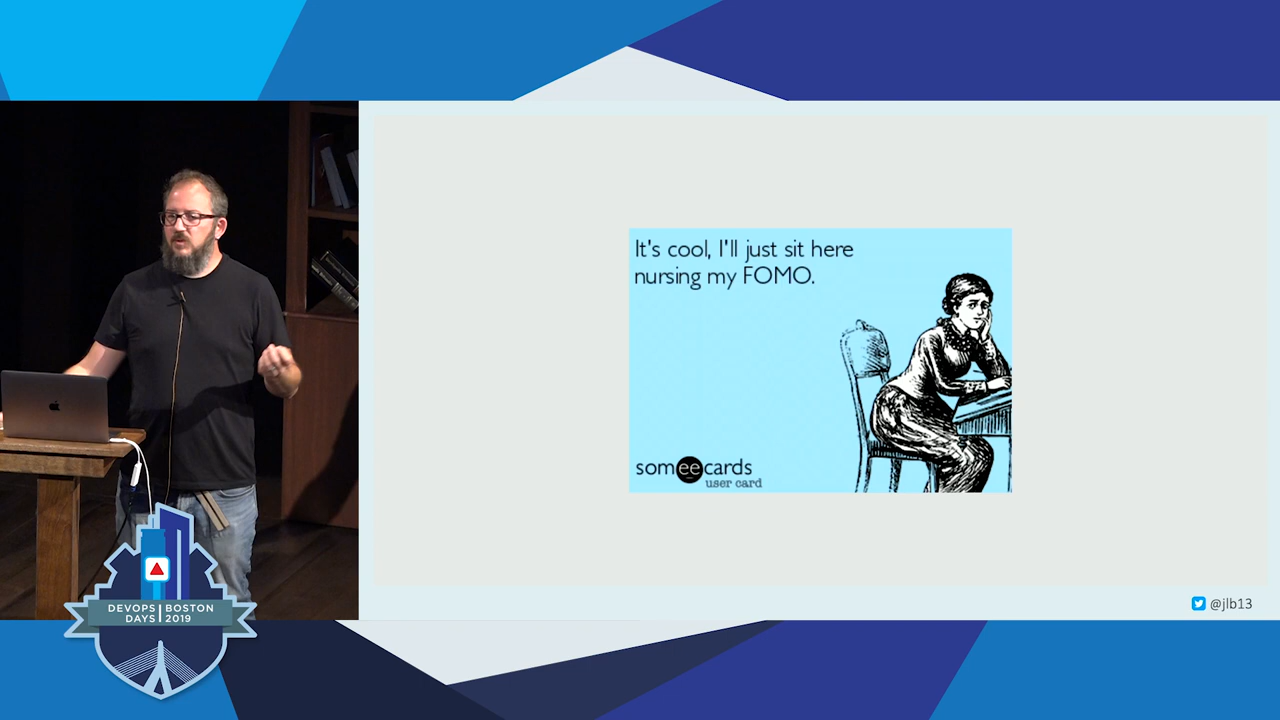 It's cool, I'll just sit here
nursing my FOMO.
someecards
user card
@jlb13
DEVOPS BOSTON
DAYS 2019